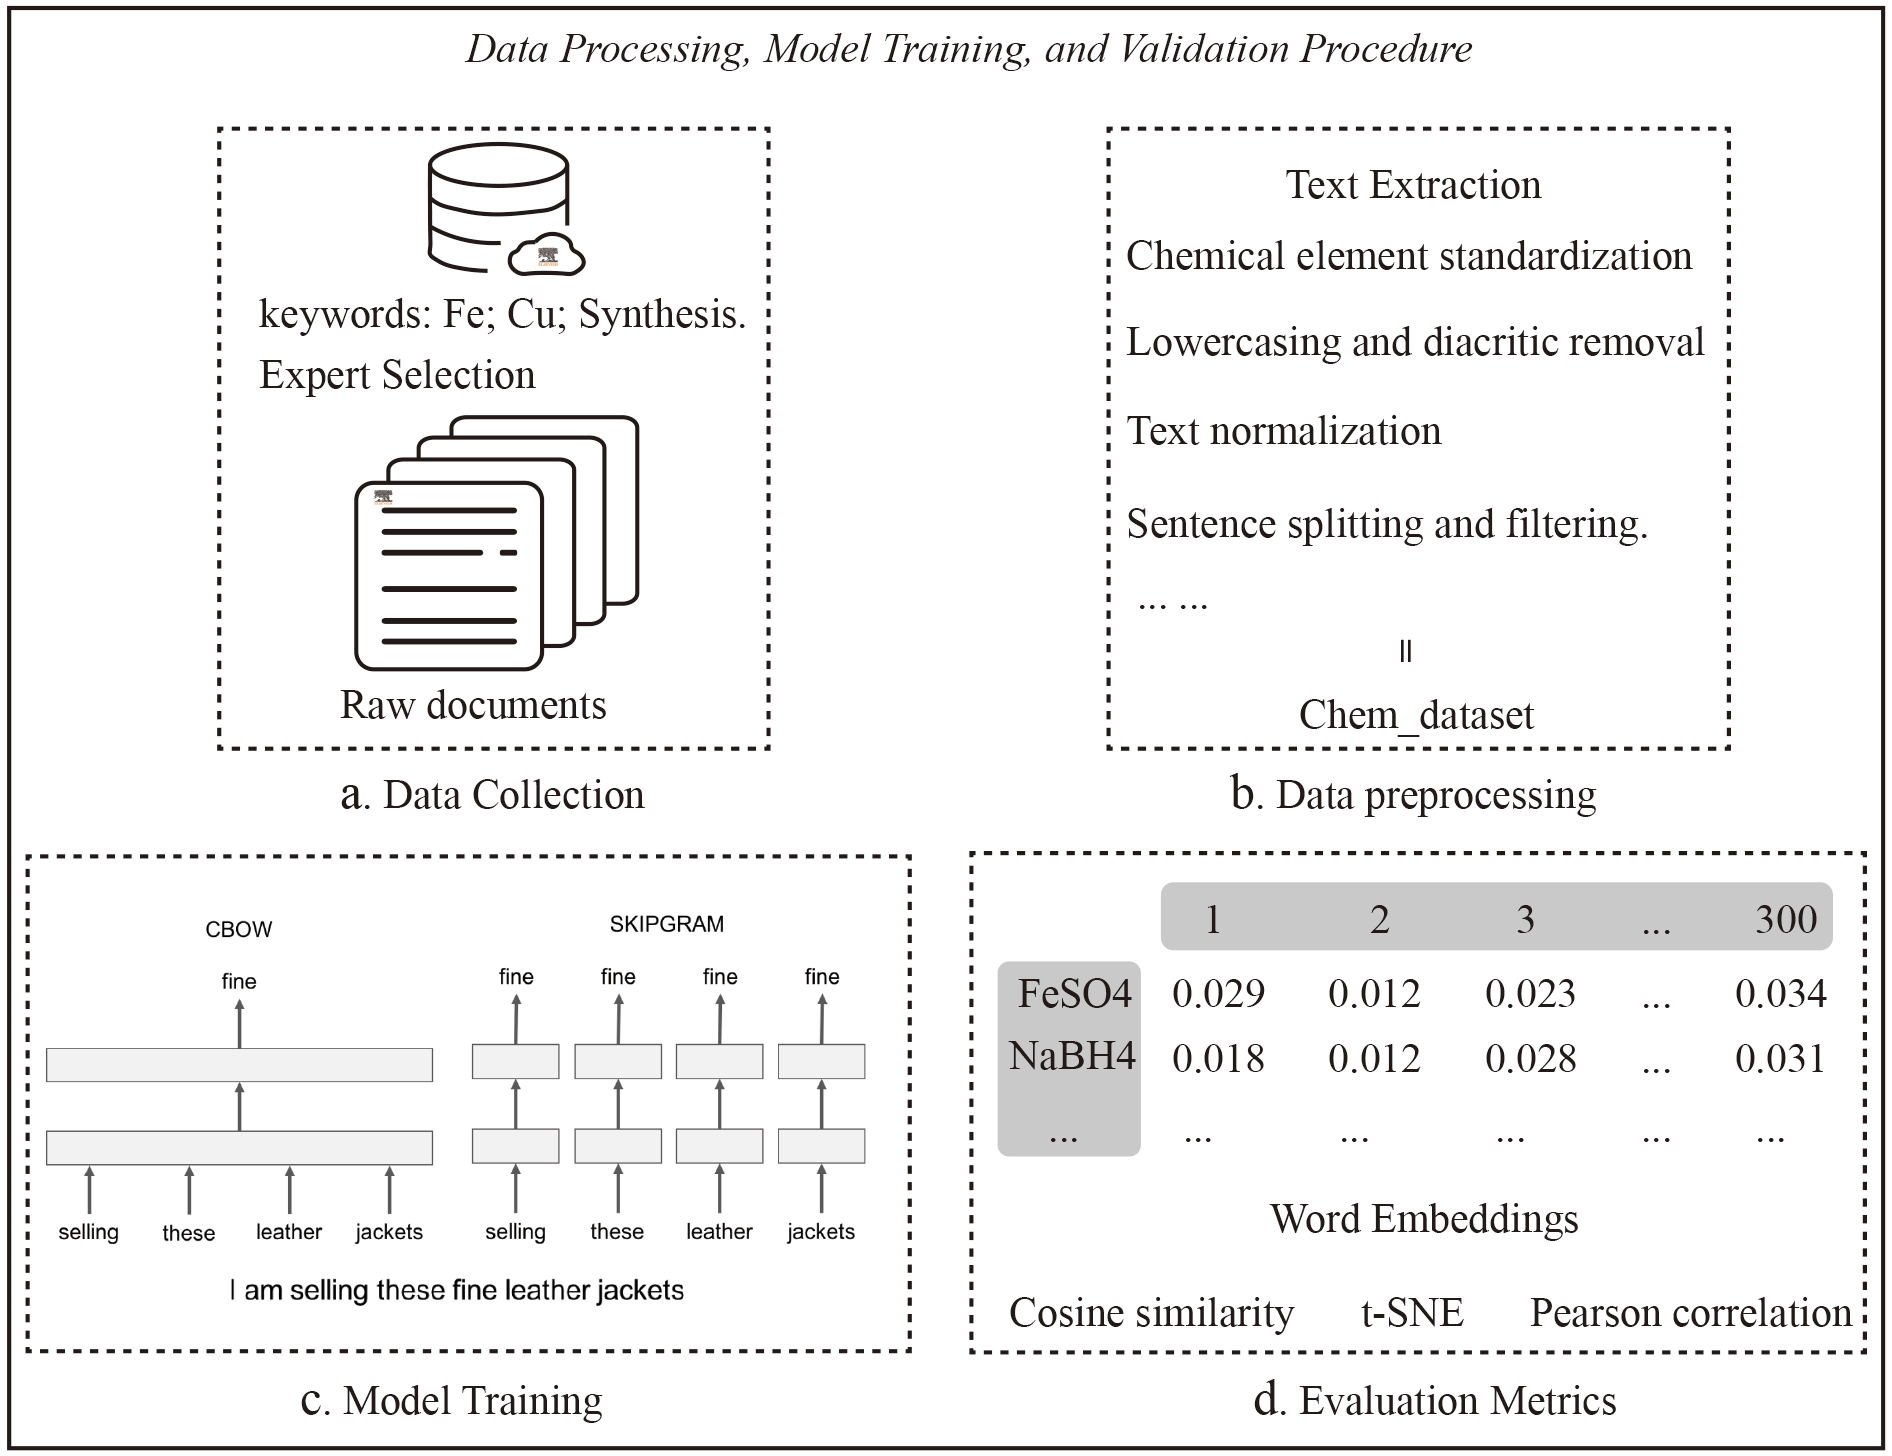 Data Processing, Model Training, and Validation Procedure
keywords: Fe; Cu; Synthesis.
Expert Selection
Raw documents
a. Data Collection
Text Extraction
Chemical element standardization
Lowercasing and diacritic removal
Text normalization
Sentence splitting and filtering.
... ...
=
Chem_dataset
b. Data preprocessing
CBOW
fine
selling these leather jackets
SKIPGRAM
fine fine fine fine
selling these leather jackets
I am selling these fine leather jackets
c. Model Training
1 2 3 ... 300
FeSO4 0.029 0.012 0.023 ... 0.034
NaBH4 0.018 0.012 0.028 ... 0.031
... ... ... ... ... ...
Word Embeddings
Cosine similarity t-SNE Pearson correlation
d. Evaluation Metrics